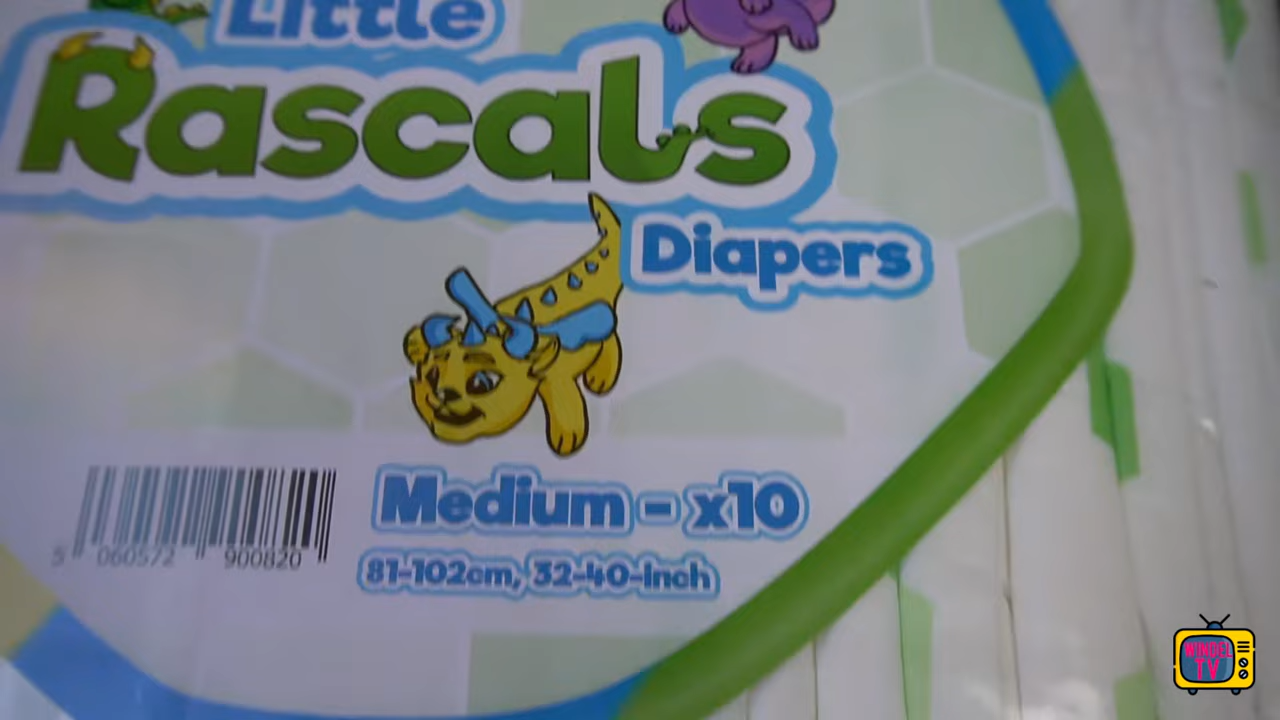 Little
Rascals
Diapers
Medium - x10
81-102cm, 32-40-Inch
5 060572 900820
WINDEL
TV